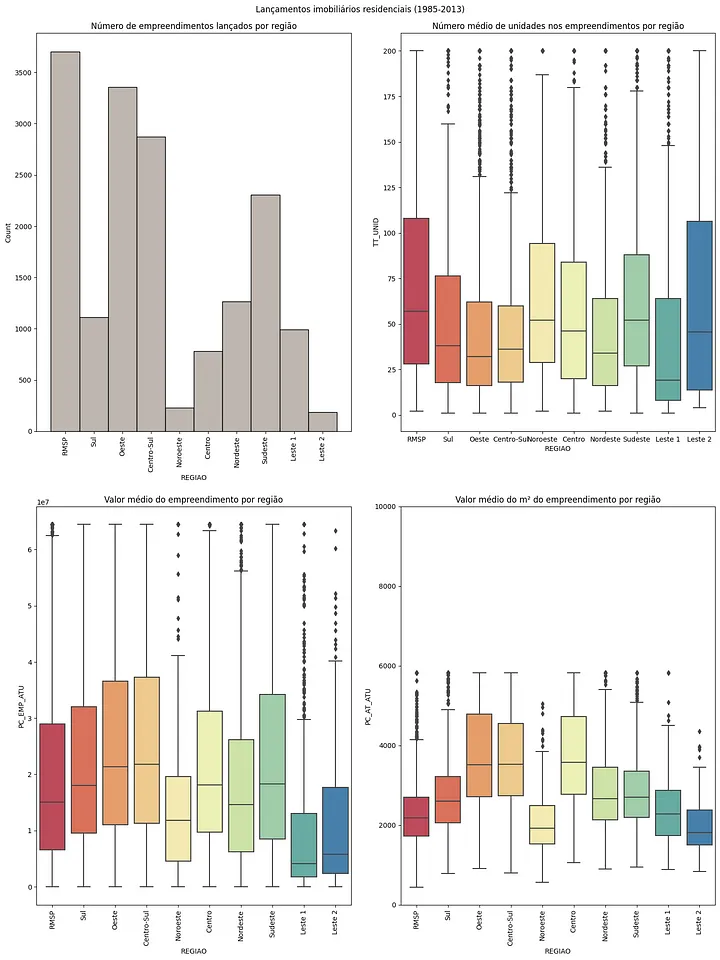 Lançamentos imobiliários residenciais (1985-2013)
Número de empreendimentos lançados por região
3500
3000
2500
2000
1500
1000
500
0
Count
RMSP
Sul
Oeste
Centro-Sul
Noroeste
Centro
Nordeste
Sudeste
Leste 1
Leste 2
REGIAO
Número médio de unidades nos empreendimentos por região
200
175
150
125
100
75
50
25
0
TT_UNID
RMSP Sul Oeste Centro-Sul Noroeste Centro Nordeste Sudeste Leste 1 Leste 2
REGIAO
Valor médio do empreendimento por região
1e7
6
5
4
3
2
1
0
PC_EMP_ATU
RMSP
Sul
Oeste
Centro-Sul
Noroeste
Centro
Nordeste
Sudeste
Leste 1
Leste 2
REGIAO
Valor médio do m² do empreendimento por região
10000
8000
6000
4000
2000
0
PC_AT_ATU
RMSP
Sul
Oeste
Centro-Sul
Noroeste
Centro
Nordeste
Sudeste
Leste 1
Leste 2
REGIAO